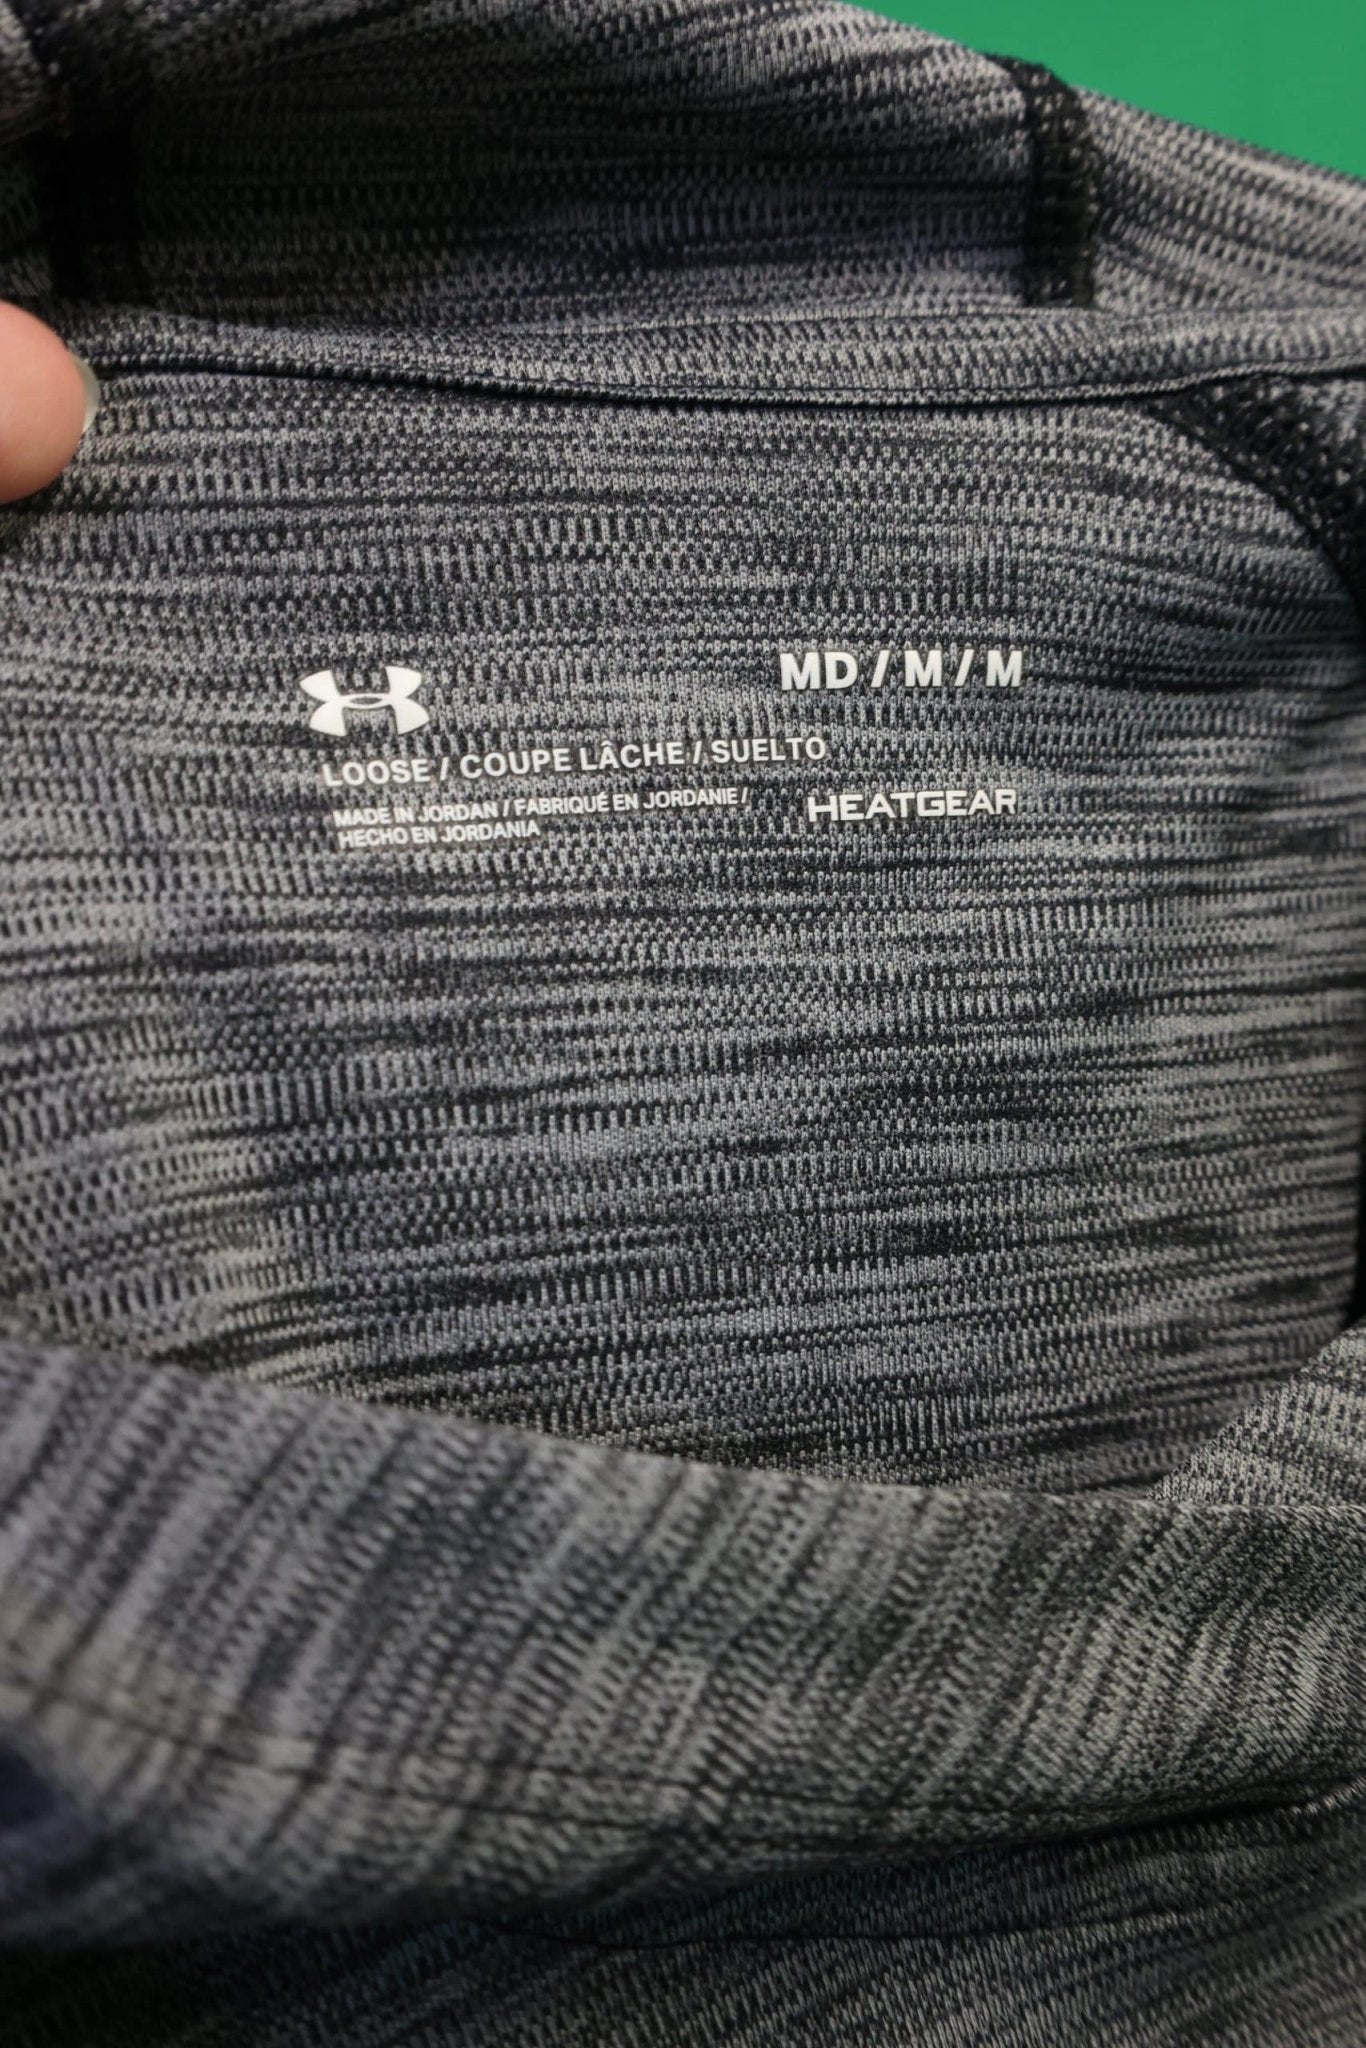 MD / M / M
LOOSE / COUPE LÂCHE / SUELTO
MADE IN JORDAN / FABRIQUÉ EN JORDANIE /
HECHO EN JORDANIA
HEATGEAR